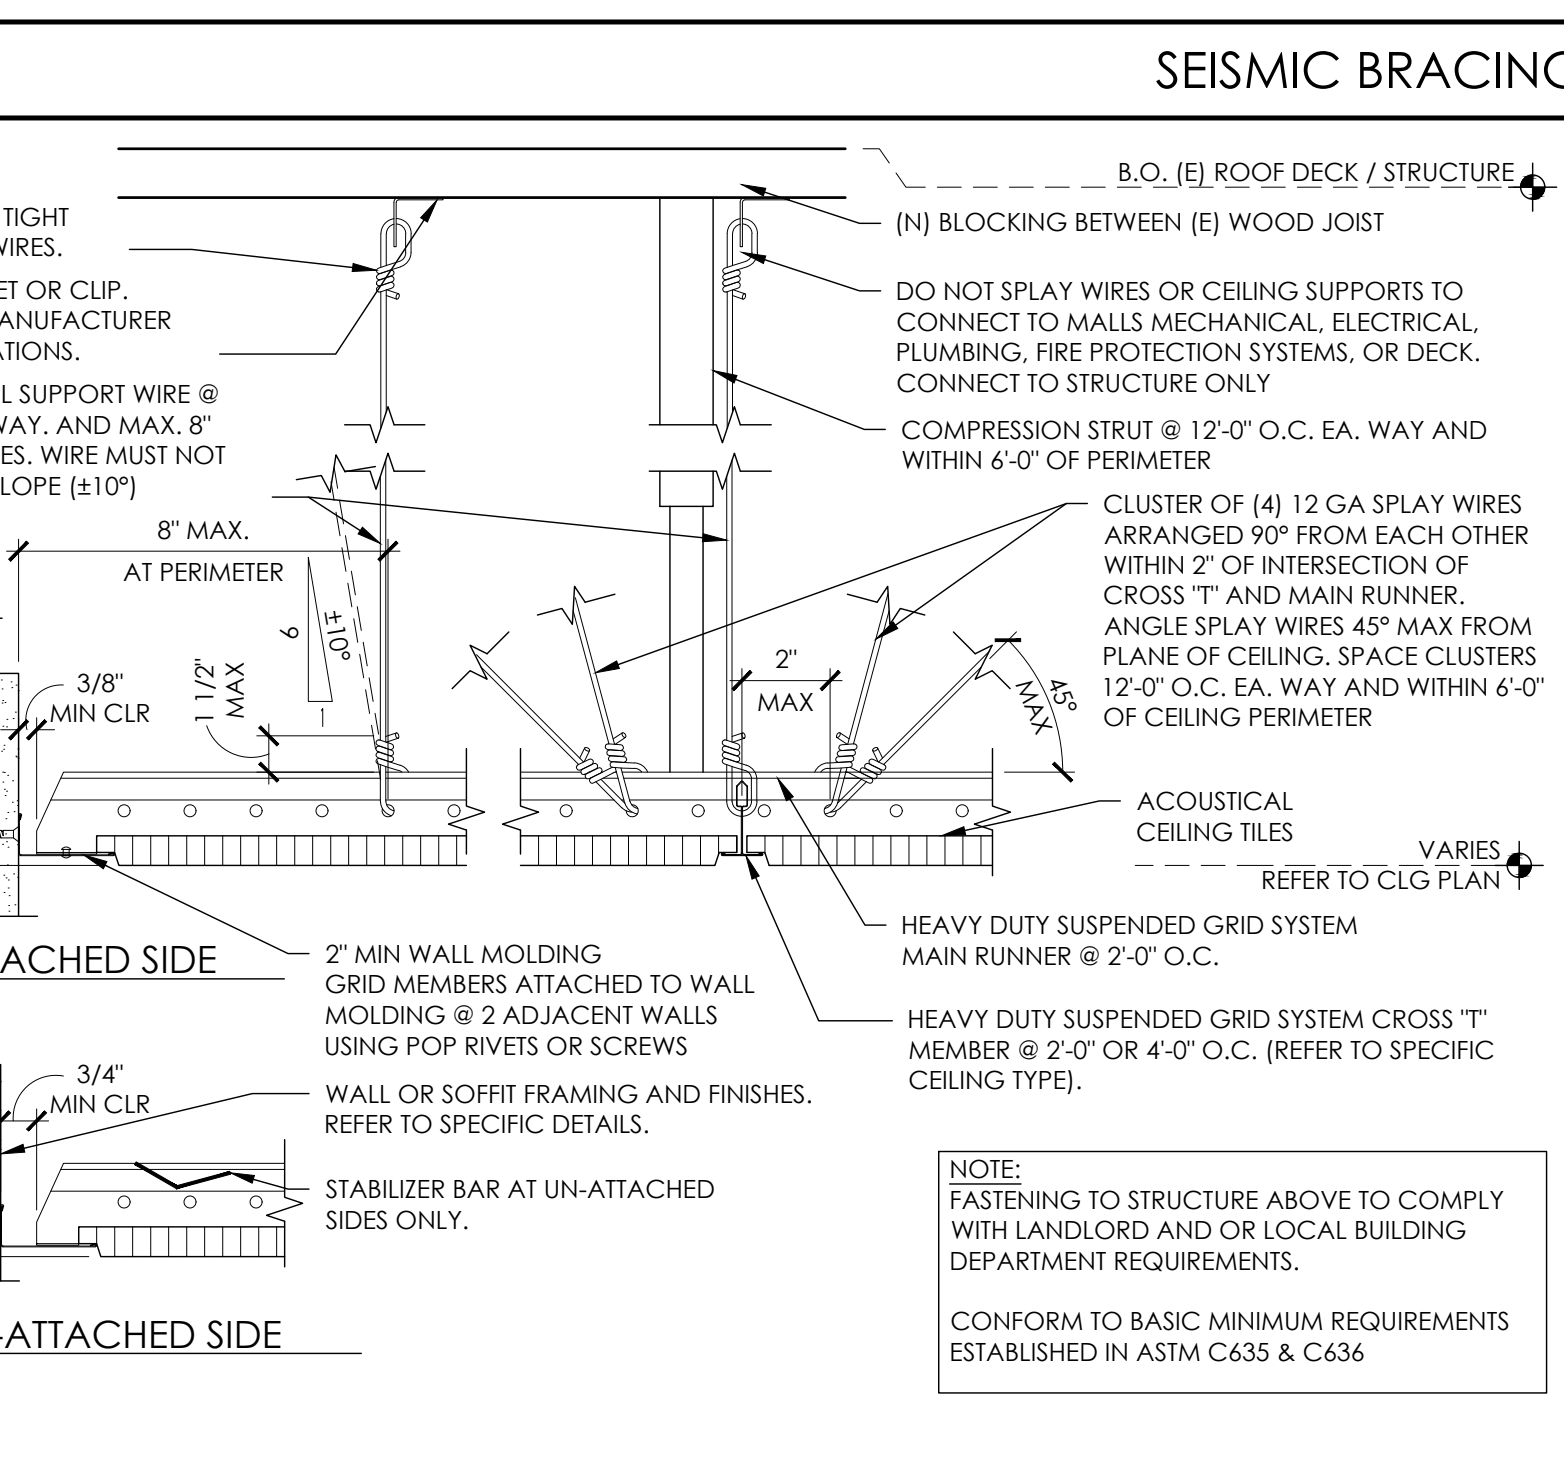 SEISMIC BRACING
B.O. (E) ROOF DECK / STRUCTURE
TIGHT
WIRES.
(N) BLOCKING BETWEEN (E) WOOD JOIST
ET OR CLIP.
ANUFACTURER
ATIONS.
DO NOT SPLAY WIRES OR CEILING SUPPORTS TO
CONNECT TO MALLS MECHANICAL, ELECTRICAL,
PLUMBING, FIRE PROTECTION SYSTEMS, OR DECK.
CONNECT TO STRUCTURE ONLY
L SUPPORT WIRE @
WAY. AND MAX. 8"
ES. WIRE MUST NOT
LOPE (±10°)
COMPRESSION STRUT @ 12'-0" O.C. EA. WAY AND
WITHIN 6'-0" OF PERIMETER
8" MAX.
AT PERIMETER
CLUSTER OF (4) 12 GA SPLAY WIRES
ARRANGED 90° FROM EACH OTHER
WITHIN 2" OF INTERSECTION OF
CROSS "T" AND MAIN RUNNER.
ANGLE SPLAY WIRES 45° MAX FROM
PLANE OF CEILING. SPACE CLUSTERS
12'-0" O.C. EA. WAY AND WITHIN 6'-0"
OF CEILING PERIMETER
6
1
±10°
1 1/2"
MAX
3/8"
MIN CLR
2"
MAX
45°
MAX
ACOUSTICAL
CEILING TILES
VARIES
REFER TO CLG PLAN
HEAVY DUTY SUSPENDED GRID SYSTEM
MAIN RUNNER @ 2'-0" O.C.
ACHED SIDE
2" MIN WALL MOLDING
GRID MEMBERS ATTACHED TO WALL
MOLDING @ 2 ADJACENT WALLS
USING POP RIVETS OR SCREWS
HEAVY DUTY SUSPENDED GRID SYSTEM CROSS "T"
MEMBER @ 2'-0" OR 4'-0" O.C. (REFER TO SPECIFIC
CEILING TYPE).
3/4"
MIN CLR
WALL OR SOFFIT FRAMING AND FINISHES.
REFER TO SPECIFIC DETAILS.
STABILIZER BAR AT UN-ATTACHED
SIDES ONLY.
-ATTACHED SIDE
NOTE:
FASTENING TO STRUCTURE ABOVE TO COMPLY
WITH LANDLORD AND OR LOCAL BUILDING
DEPARTMENT REQUIREMENTS.
CONFORM TO BASIC MINIMUM REQUIREMENTS
ESTABLISHED IN ASTM C635 & C636